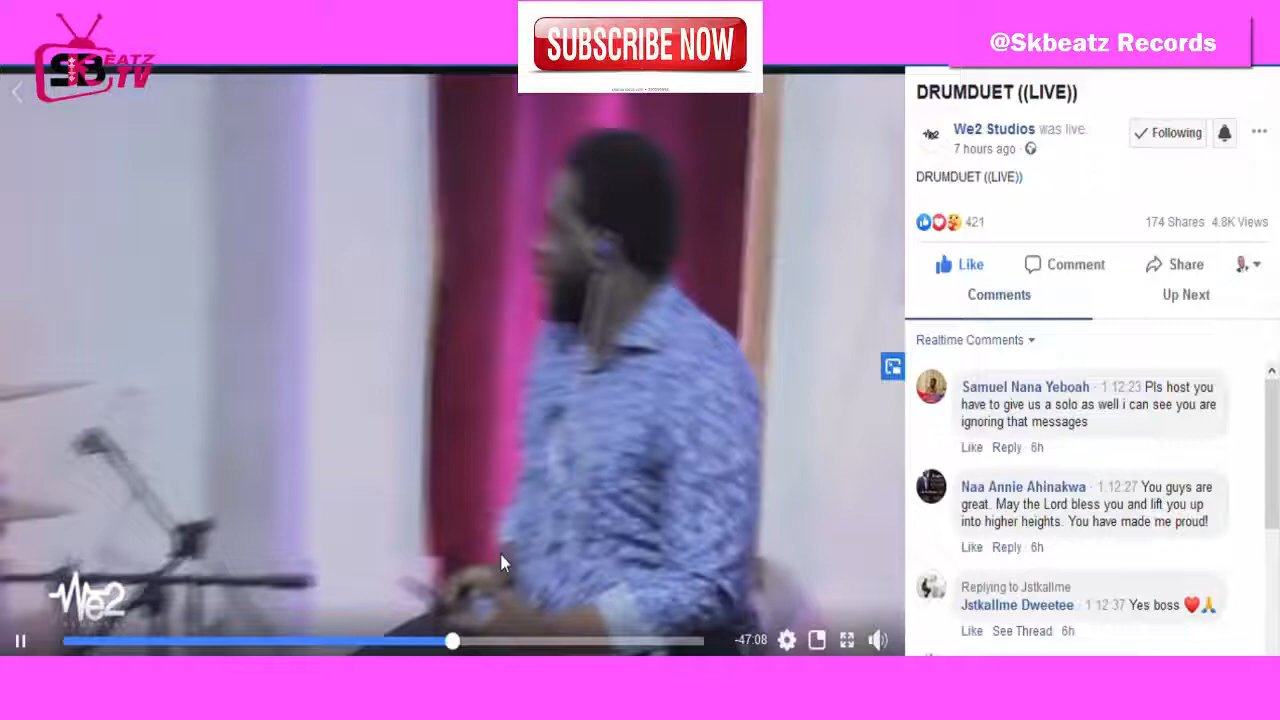 SKBEATZ
TV
SUBSCRIBE NOW
@Skbeatz Records
DRUMDUET ((LIVE))
We2 Studios was live.
7 hours ago
Following
DRUMDUET ((LIVE))
421
174 Shares 4.8K Views
Like
Comment
Share
Comments
Up Next
Realtime Comments
Samuel Nana Yeboah · 1:12:23 Pls host you
have to give us a solo as well i can see you are
ignoring that messages
Like Reply 6h
Naa Annie Ahinakwa · 1:12:27 You guys are
great. May the Lord bless you and lift you up
into higher heights. You have made me proud!
Like Reply 6h
Replying to Jstkallme
Jstkallme Dweetee · 1:12:37 Yes boss ❤️🙏
Like See Thread 6h
We2
-47:08